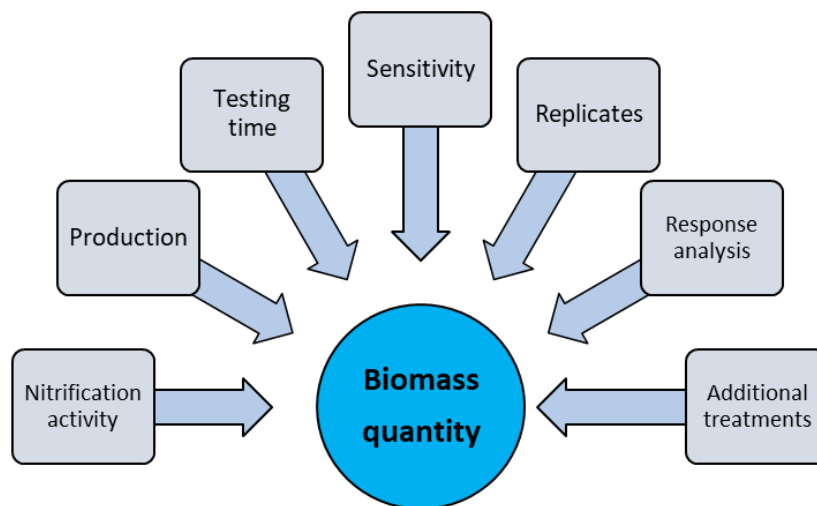 Sensitivity
Testing
time
Replicates
Production
Response
analysis
Nitrification
activity
Biomass
quantity
Additional
treatments